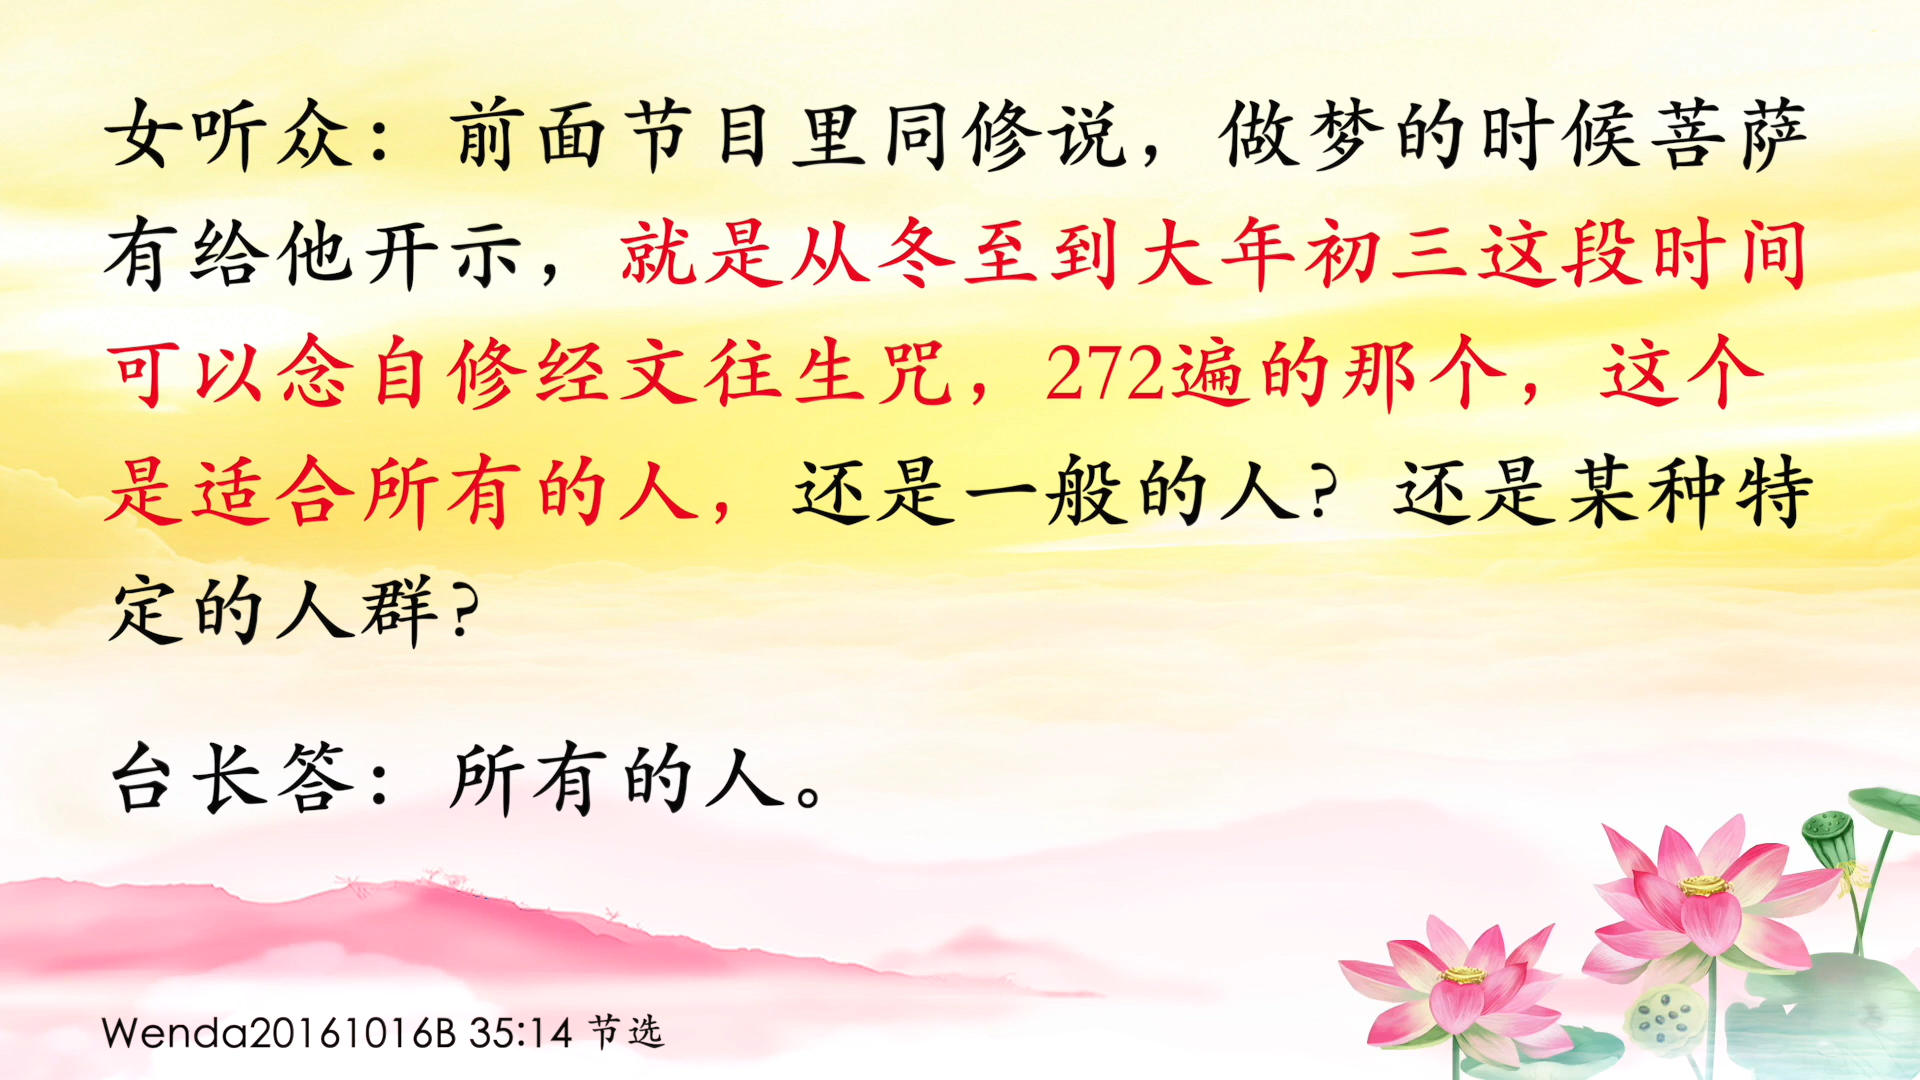 女听众：前面节目里同修说，做梦的时候菩萨
有给他开示，就是从冬至到大年初三这段时间
可以念自修经文往生咒，272遍的那个，这个
是适合所有的人，还是一般的人？还是某种特
定的人群？
台长答：所有的人。
Wenda20161016B 35:14 节选